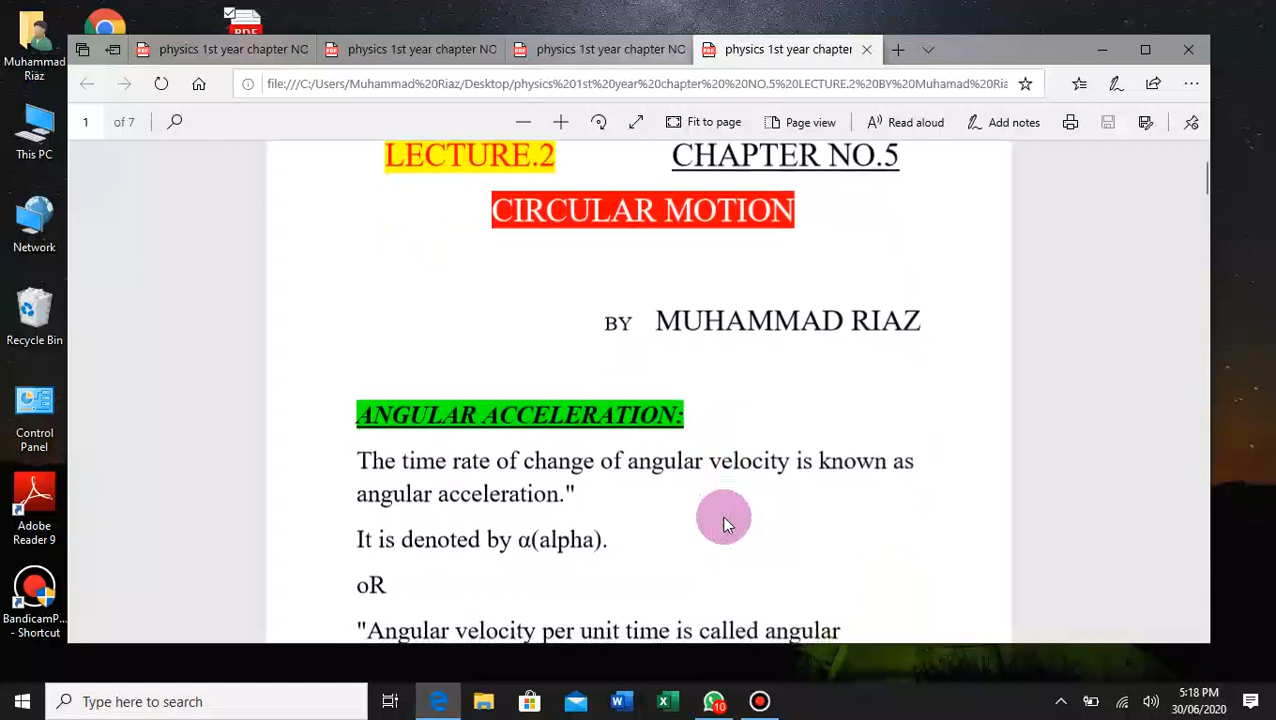 Muhammad Riaz
This PC
Network
Recycle Bin
Control Panel
Adobe Reader 9
BandicamP... - Shortcut
PDF
physics 1st year chapter NO
physics 1st year chapter NO
physics 1st year chapter NO
physics 1st year chapter
file:///C:/Users/Muhammad%20Riaz/Desktop/physics%201st%20year%20chapter%20%20NO.5%20LECTURE.2%20BY%20Muhamad%20Ria
1 of 7
Fit to page
Page view
Read aloud
Add notes
LECTURE.2 CHAPTER NO.5
CIRCULAR MOTION
BY MUHAMMAD RIAZ
ANGULAR ACCELERATION:
The time rate of change of angular velocity is known as
angular acceleration."
It is denoted by α(alpha).
oR
"Angular velocity per unit time is called angular
Type here to search
10
5:18 PM
30/06/2020